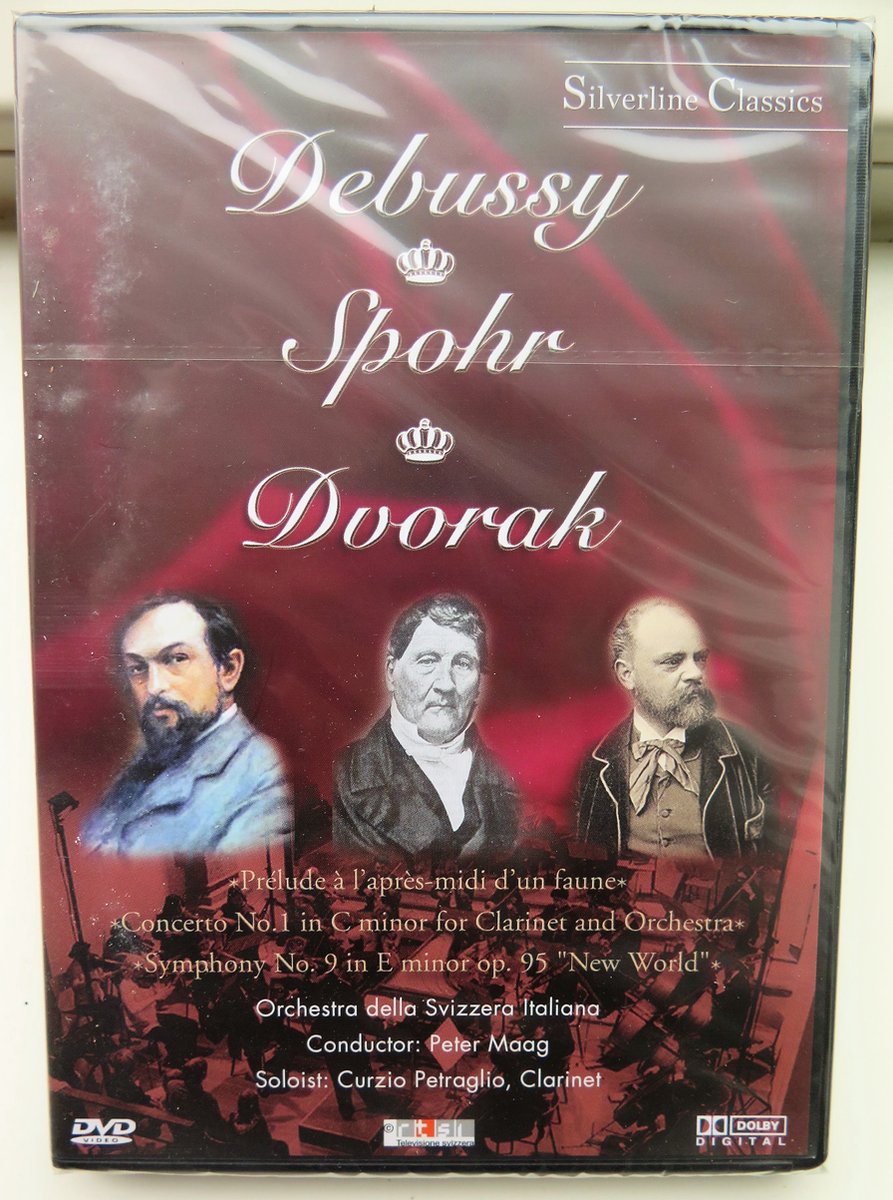 Silverline Classics
Debussy
Spohr
Dvorak
*Prélude à l'après-midi d'un faune*
*Concerto No.1 in C minor for Clarinet and Orchestra*
*Symphony No. 9 in E minor op. 95 "New World"*
Orchestra della Svizzera Italiana
Conductor: Peter Maag
Soloist: Curzio Petraglio, Clarinet
DVD
VIDEO
© rtsi
Televisione svizzera
DOLBY
DIGITAL